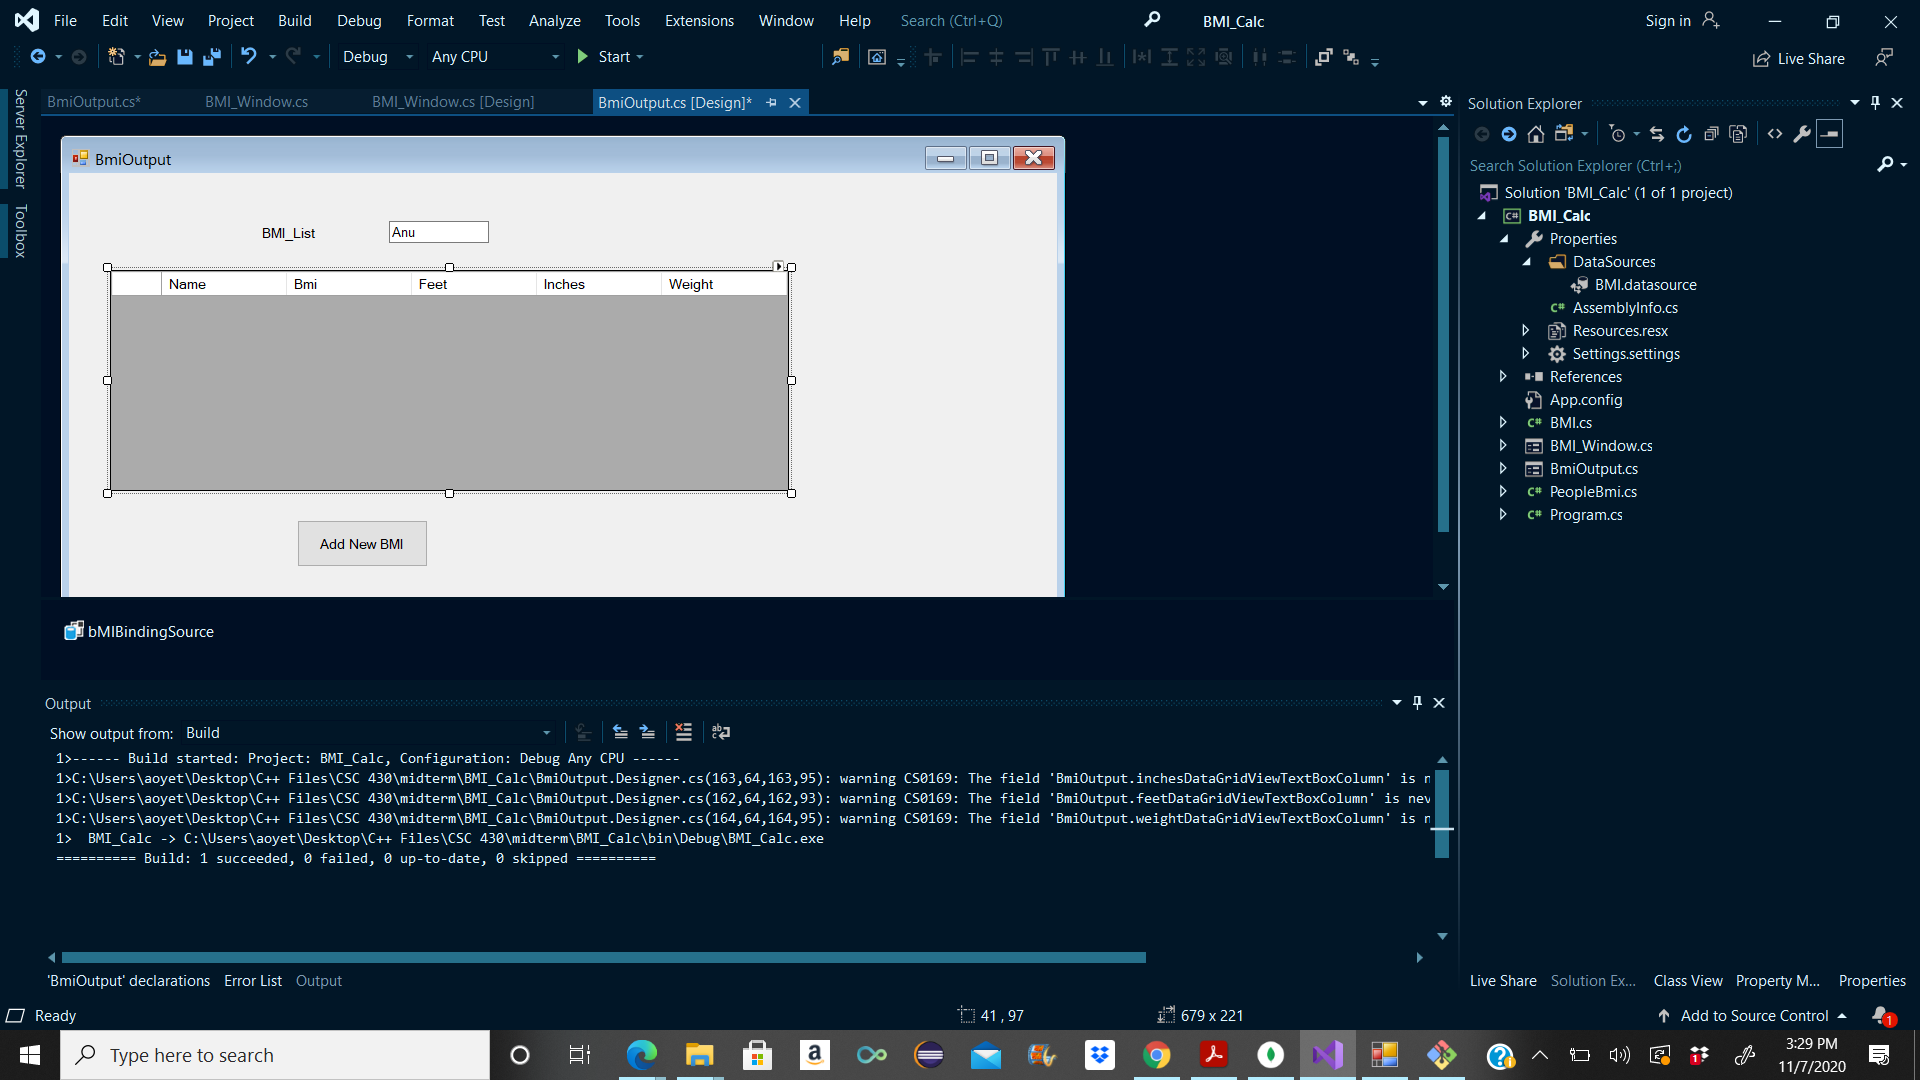 File Edit View Project Build Debug Format Test Analyze Tools Extensions Window Help Search (Ctrl+Q) BMI_Calc Sign in
Debug Any CPU Start Live Share
Server Explorer
Toolbox
BmiOutput.cs* BMI_Window.cs BMI_Window.cs [Design] BmiOutput.cs [Design]*
BmiOutput
BMI_List Anu
Name Bmi Feet Inches Weight
Add New BMI
bMIBindingSource
Solution Explorer
Search Solution Explorer (Ctrl+;)
Solution 'BMI_Calc' (1 of 1 project)
BMI_Calc
Properties
DataSources
BMI.datasource
AssemblyInfo.cs
Resources.resx
Settings.settings
References
App.config
BMI.cs
BMI_Window.cs
BmiOutput.cs
PeopleBmi.cs
Program.cs
Output
Show output from: Build
1>------ Build started: Project: BMI_Calc, Configuration: Debug Any CPU ------
1>C:\Users\aoyet\Desktop\C++ Files\CSC 430\midterm\BMI_Calc\BmiOutput.Designer.cs(163,64,163,95): warning CS0169: The field 'BmiOutput.inchesDataGridViewTextBoxColumn' is n
1>C:\Users\aoyet\Desktop\C++ Files\CSC 430\midterm\BMI_Calc\BmiOutput.Designer.cs(162,64,162,93): warning CS0169: The field 'BmiOutput.feetDataGridViewTextBoxColumn' is nev
1>C:\Users\aoyet\Desktop\C++ Files\CSC 430\midterm\BMI_Calc\BmiOutput.Designer.cs(164,64,164,95): warning CS0169: The field 'BmiOutput.weightDataGridViewTextBoxColumn' is n
1>  BMI_Calc -> C:\Users\aoyet\Desktop\C++ Files\CSC 430\midterm\BMI_Calc\bin\Debug\BMI_Calc.exe
========== Build: 1 succeeded, 0 failed, 0 up-to-date, 0 skipped ==========
'BmiOutput' declarations Error List Output
Live Share Solution Ex... Class View Property M... Properties
Ready 41 , 97 679 x 221 Add to Source Control 1
Type here to search
3:29 PM
11/7/2020